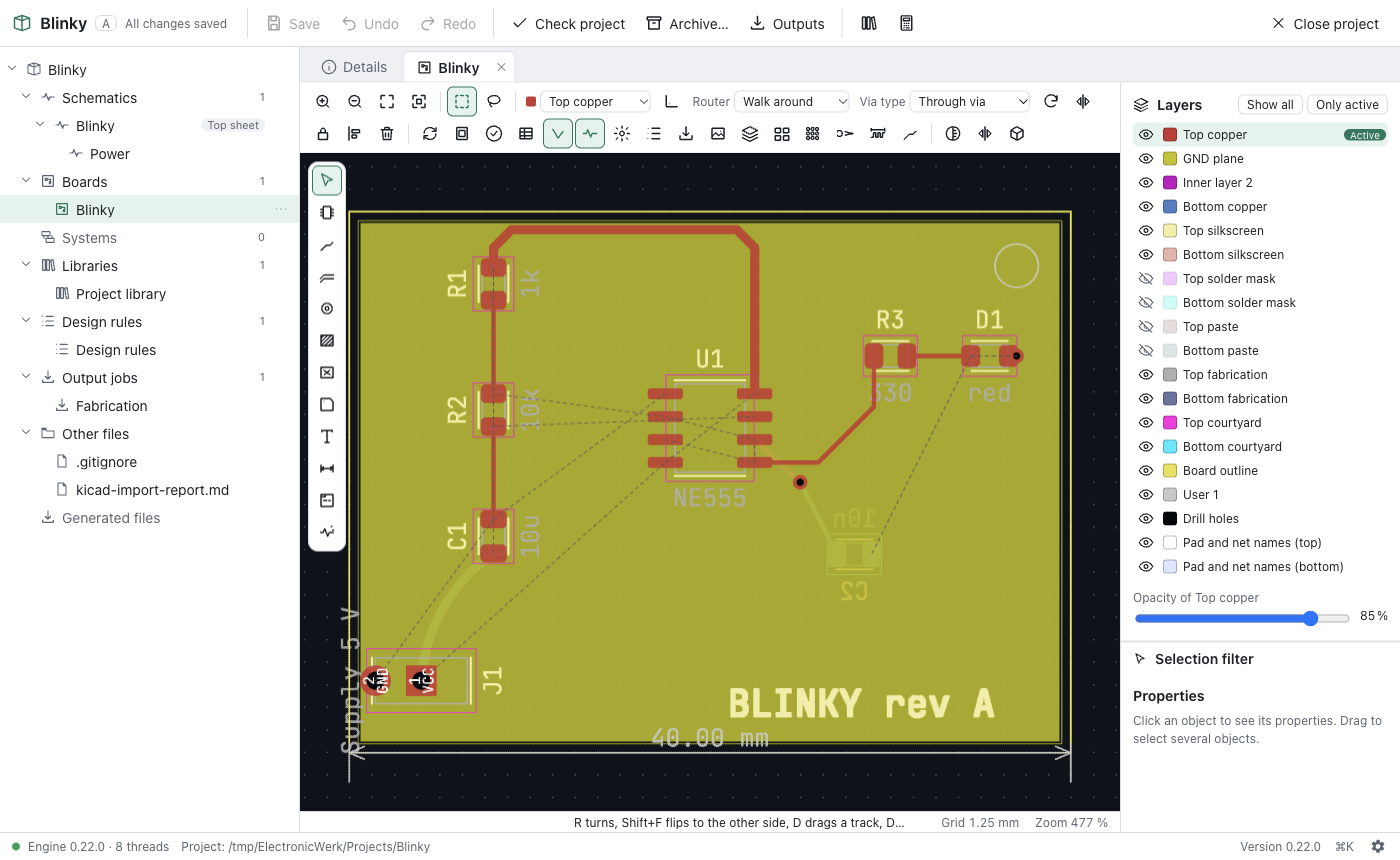 Blinky A All changes saved Save Undo Redo Check project Archive... Outputs Close project
Blinky
Schematics 1
Blinky Top sheet
Power
Boards 1
Blinky ...
Systems 0
Libraries 1
Project library
Design rules 1
Design rules
Output jobs 1
Fabrication
Other files
.gitignore
kicad-import-report.md
Generated files
Details Blinky
Top copper Router Walk around Via type Through via
R1 1k
R2 10k
C1 10u
U1
NE555
R3
330
D1
red
10n
C2
Supply 5 V
2 GND
1 VCC
J1
BLINKY rev A
40.00 mm
R turns, Shift+F flips to the other side, D drags a track, D... Grid 1.25 mm Zoom 477 %
Layers Show all Only active
Top copper Active
GND plane
Inner layer 2
Bottom copper
Top silkscreen
Bottom silkscreen
Top solder mask
Bottom solder mask
Top paste
Bottom paste
Top fabrication
Bottom fabrication
Top courtyard
Bottom courtyard
Board outline
User 1
Drill holes
Pad and net names (top)
Pad and net names (bottom)
Opacity of Top copper
85 %
Selection filter
Properties
Click an object to see its properties. Drag to
select several objects.
Engine 0.22.0 · 8 threads Project: /tmp/ElectronicWerk/Projects/Blinky Version 0.22.0 ⌘K